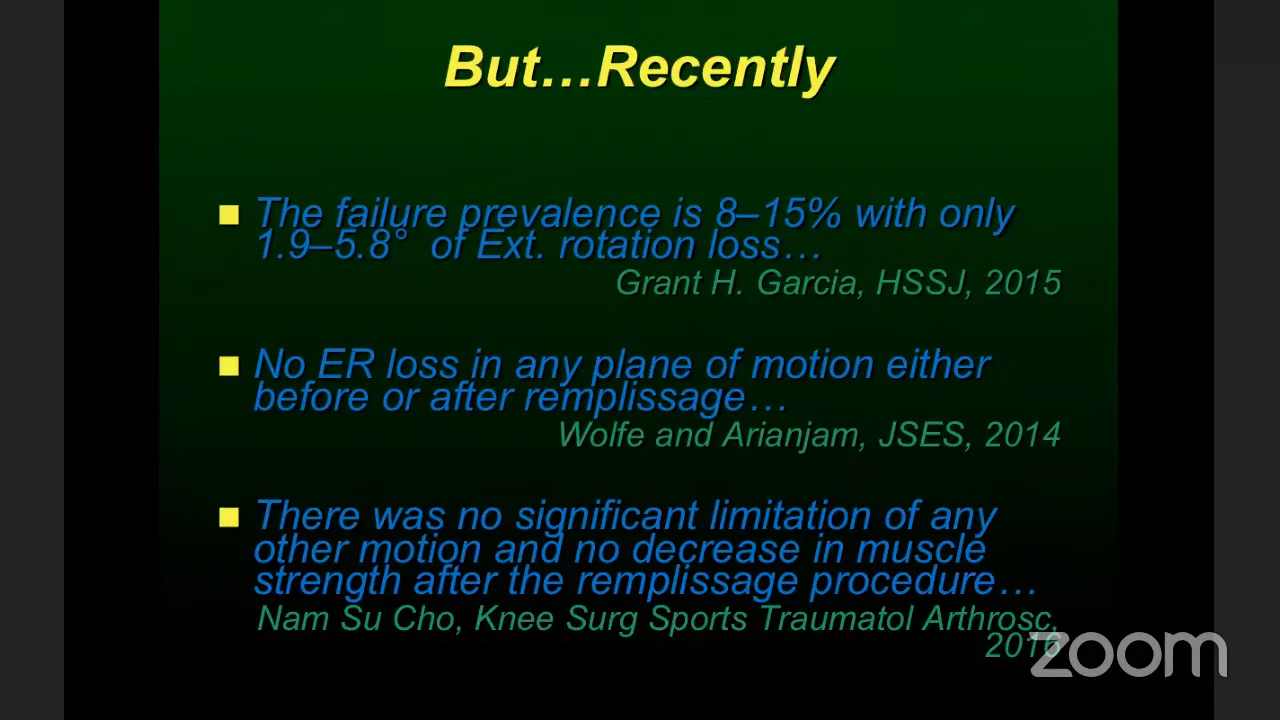 But…Recently
The failure prevalence is 8–15% with only
1.9–5.8° of Ext. rotation loss…
Grant H. Garcia, HSSJ, 2015
No ER loss in any plane of motion either
before or after remplissage…
Wolfe and Arianjam, JSES, 2014
There was no significant limitation of any
other motion and no decrease in muscle
strength after the remplissage procedure…
Nam Su Cho, Knee Surg Sports Traumatol Arthrosc,
2016
zoom